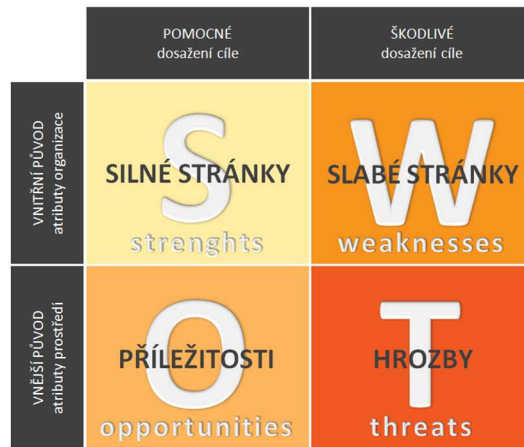 POMOCNÉ
dosažení cíle
ŠKODLIVÉ
dosažení cíle
VNITŘNÍ PŮVOD
atributy organizace
S
SILNÉ STRÁNKY
strenghts
W
SLABÉ STRÁNKY
weaknesses
VNĚJŠÍ PŮVOD
atributy prostředí
O
PŘÍLEŽITOSTI
opportunities
T
HROZBY
threats